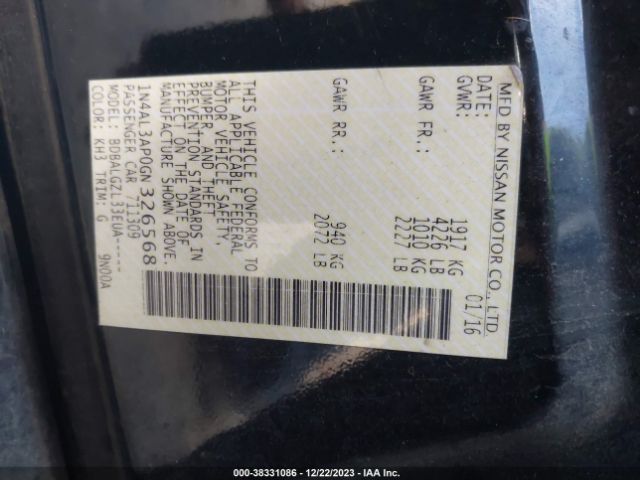 MFD BY NISSAN MOTOR CO., LTD.
DATE: 01/16
GVWR: 1917 KG
4226 LB
GAWR FR.: 1010 KG
2227 LB
GAWR RR.: 940 KG
2072 LB
THIS VEHICLE CONFORMS TO
ALL APPLICABLE FEDERAL
MOTOR VEHICLE SAFETY,
BUMPER, AND THEFT
PREVENTION STANDARDS IN
EFFECT ON THE DATE OF
MANUFACTURE SHOWN ABOVE.
1N4AL3AP0GN326568
PASSENGER CAR 711509
MODEL BDBALGZL33EUA-----
COLOR: KH3 TRIM: G 9N00A
000-38331086 - 12/22/2023 - IAA Inc.